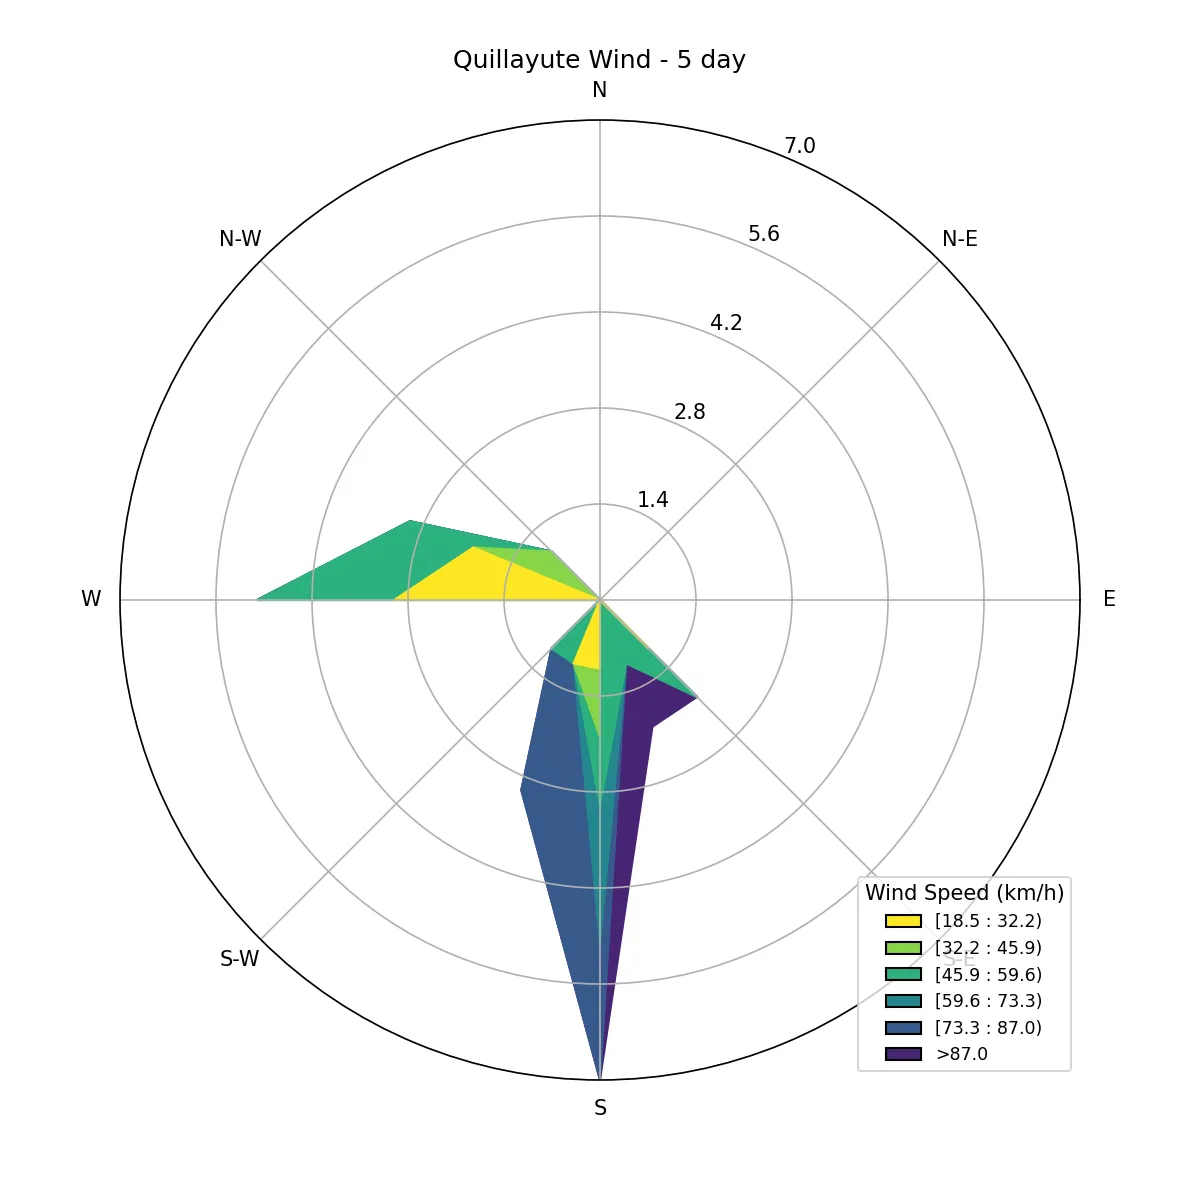 Quillayute Wind - 5 day
N
7.0
N-W
5.6
N-E
4.2
2.8
1.4
W
E
S-W
S-E
S
Wind Speed (km/h)
[18.5 : 32.2)
[32.2 : 45.9)
[45.9 : 59.6)
[59.6 : 73.3)
[73.3 : 87.0)
>87.0